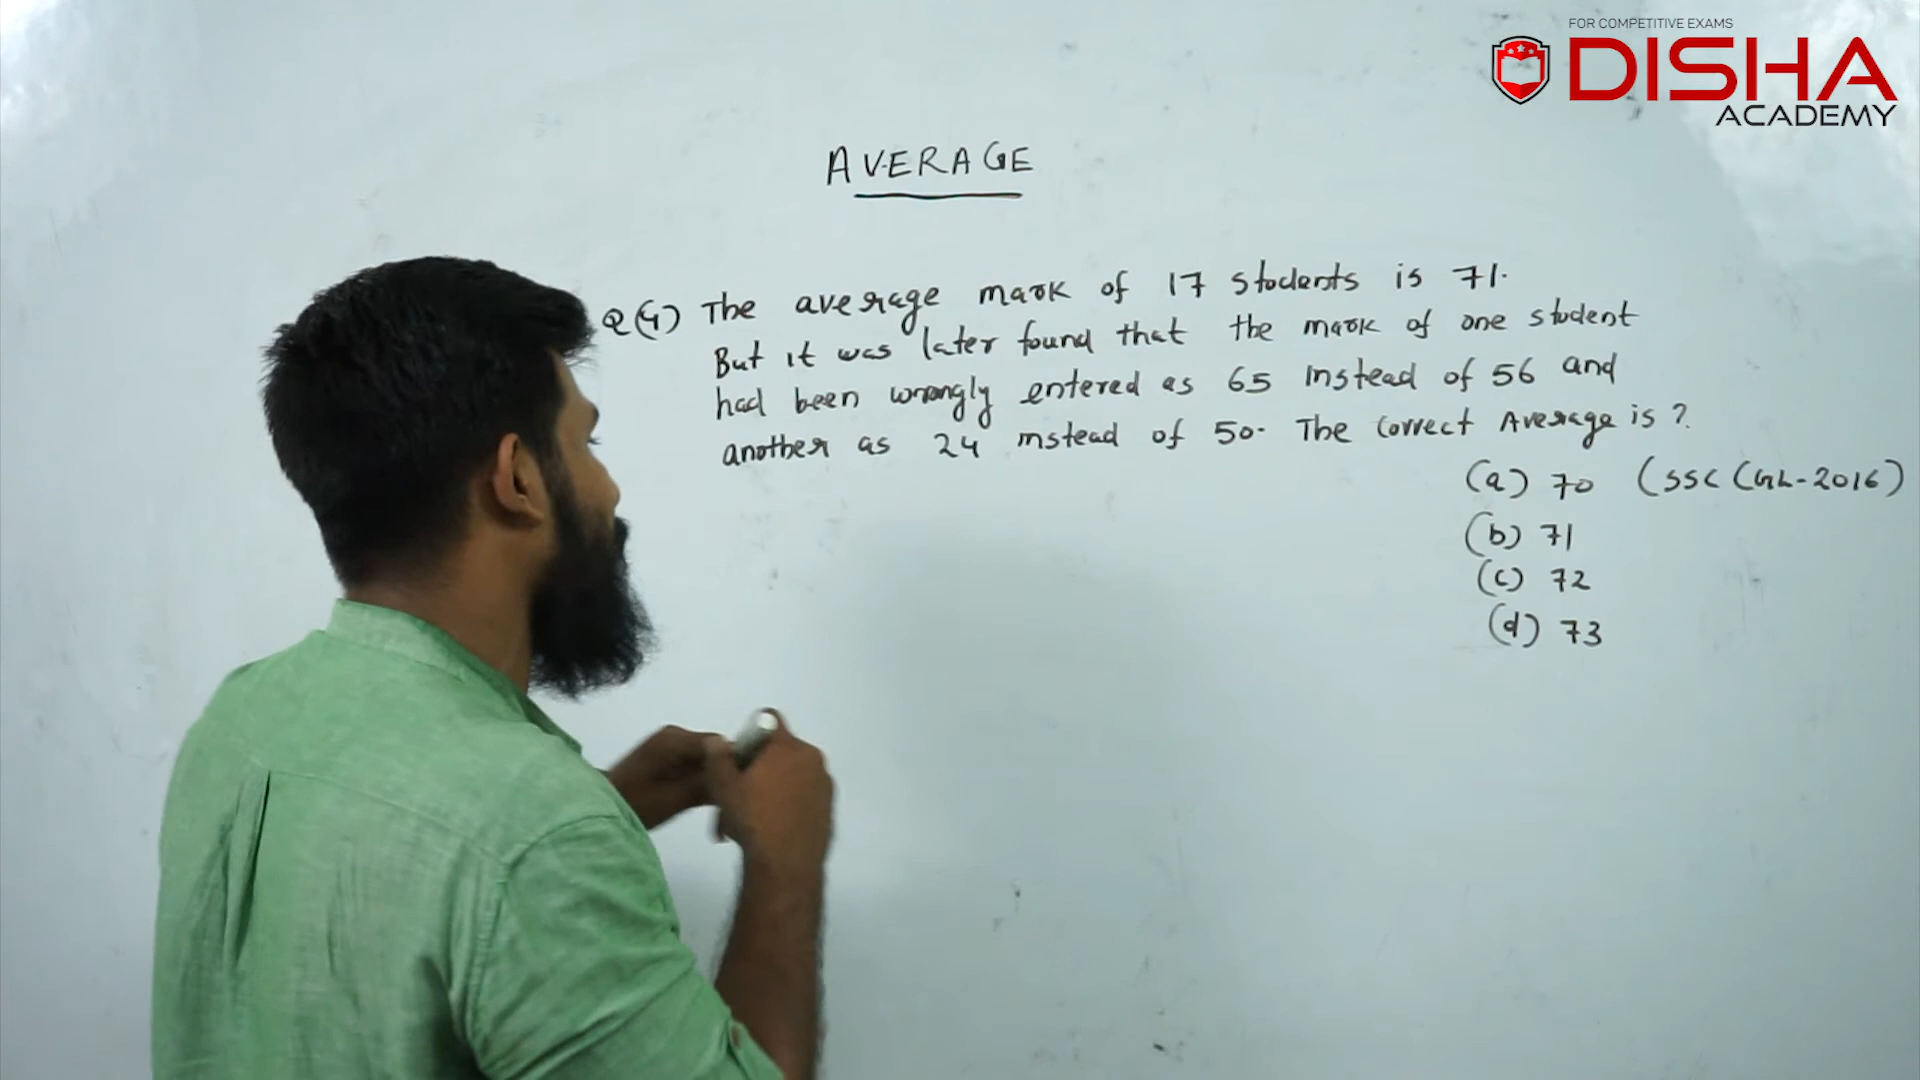 FOR COMPETITIVE EXAMS
DISHA
ACADEMY
AVERAGE
Q(4) The average mark of 17 students is 71.
But it was later found that the mark of one student
had been wrongly entered as 65 instead of 56 and
another as 24 instead of 50. The correct Average is?
(a) 70 (SSC CGL-2016)
(b) 71
(c) 72
(d) 73